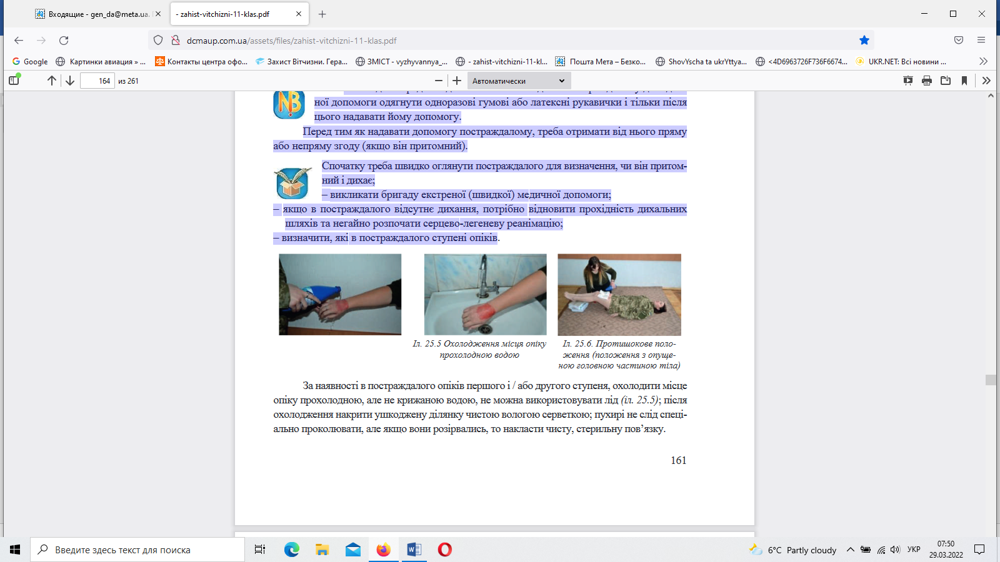 Входящие - gen_da@meta.ua.
- zahist-vitchizni-11-klas.pdf
dcmaup.com.ua/assets/files/zahist-vitchizni-11-klas.pdf
Google
Картинки авиация » ...
Контакты центра офо...
Захист Вітчизни. Гера...
ЗМІСТ - vyzhyvannya_...
- zahist-vitchizni-11-kl...
Пошта Мета – Безко...
ShovYscha ta ukrYttya...
<4D6963726F736F6674...
UKR.NET: Всі новини ...
164 из 261
Автоматически
NB
ної допомоги одягнути одноразові гумові або латексні рукавички і тільки після
цього надавати йому допомогу.
Перед тим як надавати допомогу постраждалому, треба отримати від нього пряму
або непряму згоду (якщо він притомний).
Спочатку треба швидко оглянути постраждалого для визначення, чи він притом-
ний і дихає;
– викликати бригаду екстреної (швидкої) медичної допомоги;
– якщо в постраждалого відсутнє дихання, потрібно відновити прохідність дихальних
шляхів та негайно розпочати серцево-легеневу реанімацію;
– визначити, які в постраждалого ступені опіків.
Іл. 25.5 Охолодження місця опіку
прохолодною водою
Іл. 25.6. Протишокове поло-
ження (положення з опуще-
ною головною частиною тіла)
За наявності в постраждалого опіків першого і / або другого ступеня, охолодити місце
опіку прохолодною, але не крижаною водою, не можна використовувати лід (іл. 25.5); після
охолодження накрити ушкоджену ділянку чистою вологою серветкою; пухирі не слід спеці-
ально проколювати, але якщо вони розірвались, то накласти чисту, стерильну пов’язку.
161
Введите здесь текст для поиска
6°C Partly cloudy
УКР
07:50
29.03.2022